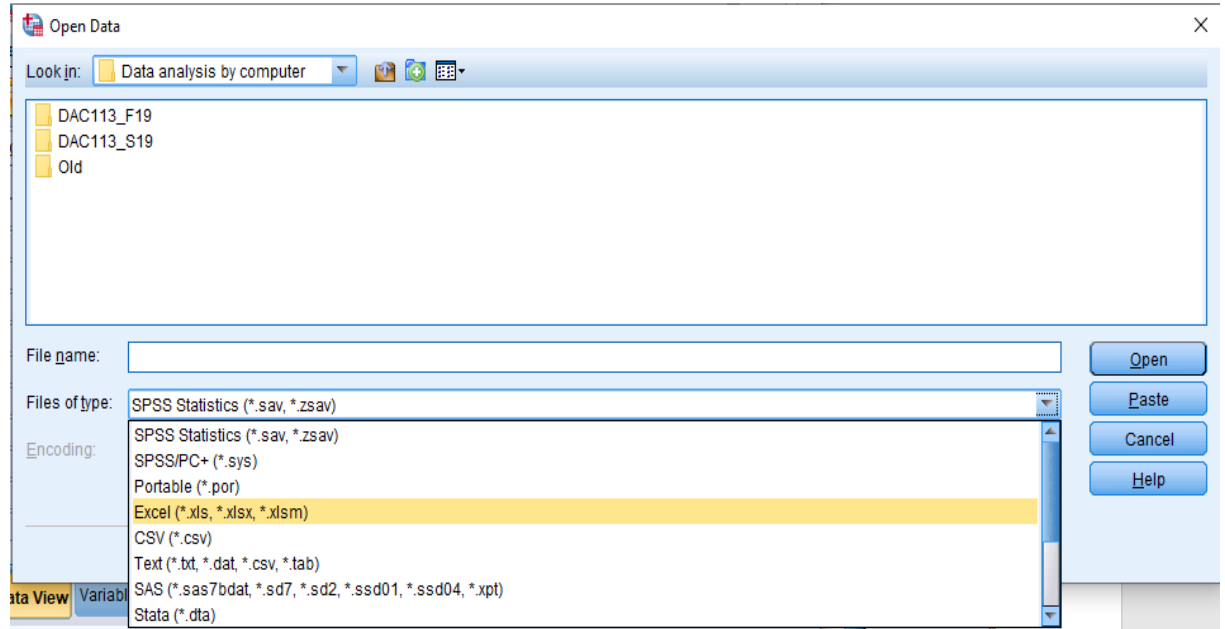 Open Data
Look in: Data analysis by computer
DAC113_F19
DAC113_S19
Old
File name:
Open
Files of type: SPSS Statistics (*.sav, *.zsav)
Paste
SPSS Statistics (*.sav, *.zsav)
Encoding:
Cancel
SPSS/PC+ (*.sys)
Portable (*.por)
Help
Excel (*.xls, *.xlsx, *.xlsm)
CSV (*.csv)
Text (*.txt, *.dat, *.csv, *.tab)
SAS (*.sas7bdat, *.sd7, *.sd2, *.ssd01, *.ssd04, *.xpt)
ata View Variabl
Stata (*.dta)